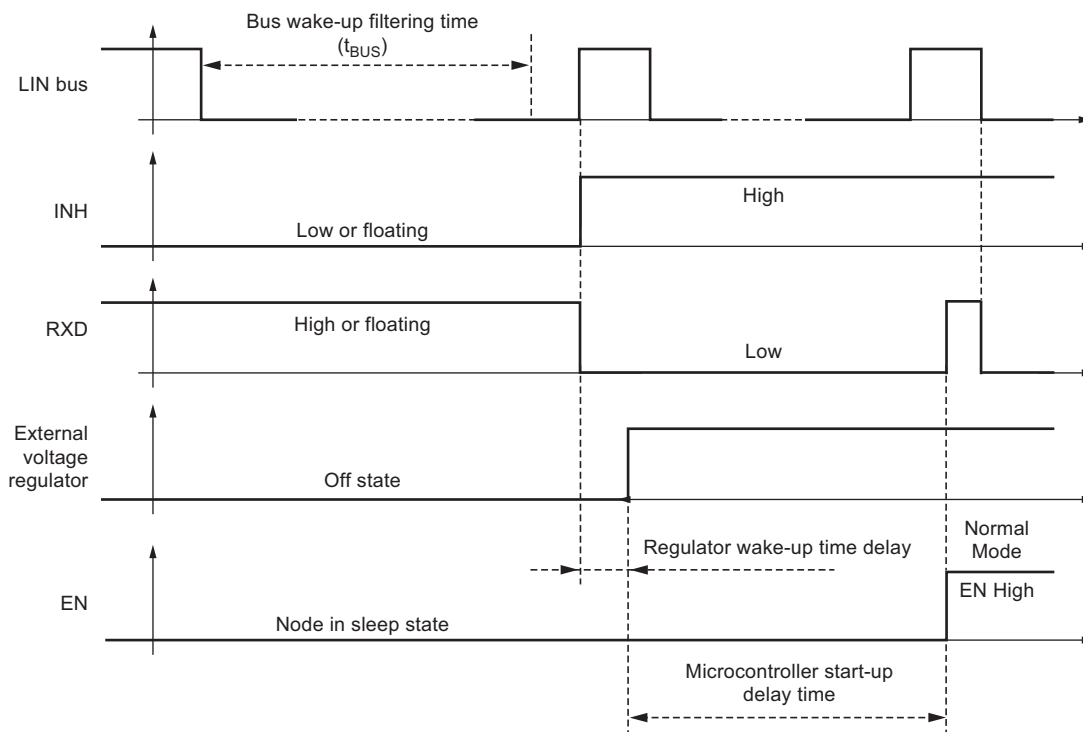 Bus wake-up filtering time
(tBUS)
LIN bus
INH
High
Low or floating
RXD
High or floating
Low
External
voltage
regulator
Off state
Regulator wake-up time delay
Normal
Mode
EN
EN High
Node in sleep state
Microcontroller start-up
delay time